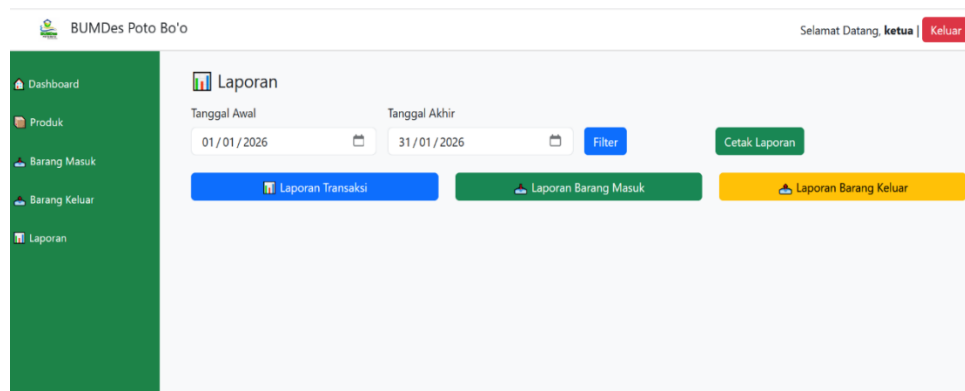 BUMDes Poto Bo'o
Selamat Datang, ketua | Keluar
Dashboard
Produk
Barang Masuk
Barang Keluar
Laporan
Laporan
Tanggal Awal Tanggal Akhir
01/01/2026 31/01/2026 Filter Cetak Laporan
Laporan Transaksi Laporan Barang Masuk Laporan Barang Keluar